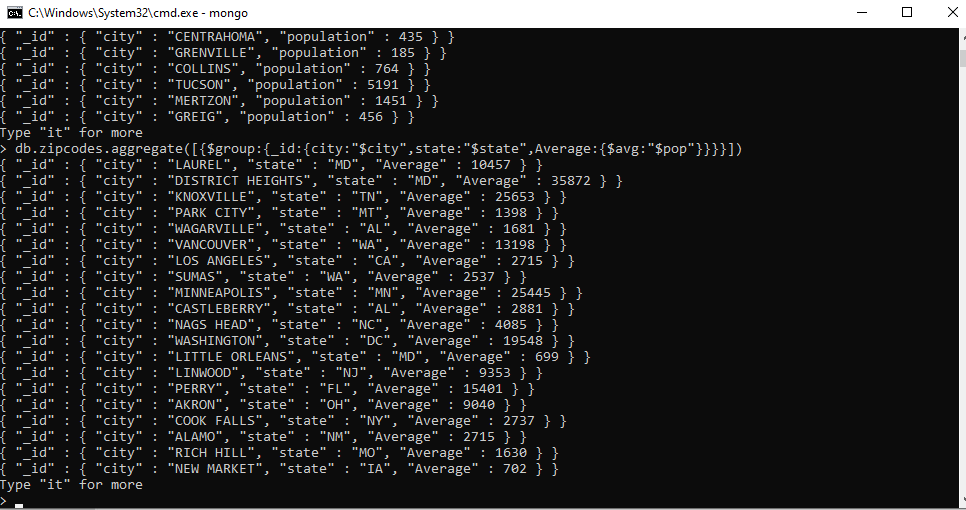 C:\Windows\System32\cmd.exe - mongo
{ "_id" : { "city" : "CENTRAHOMA", "population" : 435 } }
{ "_id" : { "city" : "GRENVILLE", "population" : 185 } }
{ "_id" : { "city" : "COLLINS", "population" : 764 } }
{ "_id" : { "city" : "TUCSON", "population" : 5191 } }
{ "_id" : { "city" : "MERTZON", "population" : 1451 } }
{ "_id" : { "city" : "GREIG", "population" : 456 } }
Type "it" for more
> db.zipcodes.aggregate([{$group:{_id:{city:"$city",state:"$state",Average:{$avg:"$pop"}}}}])
{ "_id" : { "city" : "LAUREL", "state" : "MD", "Average" : 10457 } }
{ "_id" : { "city" : "DISTRICT HEIGHTS", "state" : "MD", "Average" : 35872 } }
{ "_id" : { "city" : "KNOXVILLE", "state" : "TN", "Average" : 25653 } }
{ "_id" : { "city" : "PARK CITY", "state" : "MT", "Average" : 1398 } }
{ "_id" : { "city" : "WAGARVILLE", "state" : "AL", "Average" : 1681 } }
{ "_id" : { "city" : "VANCOUVER", "state" : "WA", "Average" : 13198 } }
{ "_id" : { "city" : "LOS ANGELES", "state" : "CA", "Average" : 2715 } }
{ "_id" : { "city" : "SUMAS", "state" : "WA", "Average" : 2537 } }
{ "_id" : { "city" : "MINNEAPOLIS", "state" : "MN", "Average" : 25445 } }
{ "_id" : { "city" : "CASTLEBERRY", "state" : "AL", "Average" : 2881 } }
{ "_id" : { "city" : "NAGS HEAD", "state" : "NC", "Average" : 4085 } }
{ "_id" : { "city" : "WASHINGTON", "state" : "DC", "Average" : 19548 } }
{ "_id" : { "city" : "LITTLE ORLEANS", "state" : "MD", "Average" : 699 } }
{ "_id" : { "city" : "LINWOOD", "state" : "NJ", "Average" : 9353 } }
{ "_id" : { "city" : "PERRY", "state" : "FL", "Average" : 15401 } }
{ "_id" : { "city" : "AKRON", "state" : "OH", "Average" : 9040 } }
{ "_id" : { "city" : "COOK FALLS", "state" : "NY", "Average" : 2737 } }
{ "_id" : { "city" : "ALAMO", "state" : "NM", "Average" : 2715 } }
{ "_id" : { "city" : "RICH HILL", "state" : "MO", "Average" : 1630 } }
{ "_id" : { "city" : "NEW MARKET", "state" : "IA", "Average" : 702 } }
Type "it" for more
>